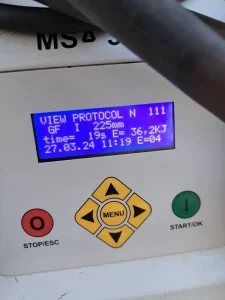 MS4
VIEW PROTOCOL N 111
GF I 225mm
time= 19s E= 36,2KJ
27.03.24 11:19 E=04
MENU
O
I
STOP/ESC
START/OK